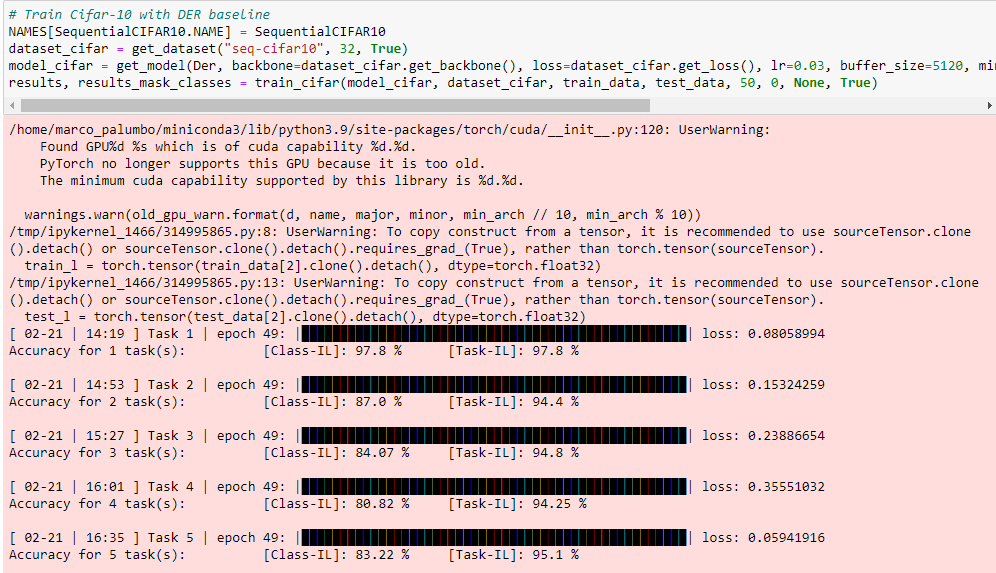 # Train Cifar-10 with DER baseline
NAMES[SequentialCIFAR10.NAME] = SequentialCIFAR10
dataset_cifar = get_dataset("seq-cifar10", 32, True)
model_cifar = get_model(Der, backbone=dataset_cifar.get_backbone(), loss=dataset_cifar.get_loss(), lr=0.03, buffer_size=5120, mi
results, results_mask_classes = train_cifar(model_cifar, dataset_cifar, train_data, test_data, 50, 0, None, True)
/home/marco_palumbo/miniconda3/lib/python3.9/site-packages/torch/cuda/__init__.py:120: UserWarning:
    Found GPU%d %s which is of cuda capability %d.%d.
    PyTorch no longer supports this GPU because it is too old.
    The minimum cuda capability supported by this library is %d.%d.
  warnings.warn(old_gpu_warn.format(d, name, major, minor, min_arch // 10, min_arch % 10))
/tmp/ipykernel_1466/314995865.py:8: UserWarning: To copy construct from a tensor, it is recommended to use sourceTensor.clone
().detach() or sourceTensor.clone().detach().requires_grad_(True), rather than torch.tensor(sourceTensor).
  train_l = torch.tensor(train_data[2].clone().detach(), dtype=torch.float32)
/tmp/ipykernel_1466/314995865.py:13: UserWarning: To copy construct from a tensor, it is recommended to use sourceTensor.clone
().detach() or sourceTensor.clone().detach().requires_grad_(True), rather than torch.tensor(sourceTensor).
  test_l = torch.tensor(test_data[2].clone().detach(), dtype=torch.float32)
[ 02-21 | 14:19 ] Task 1 | epoch 49: | | loss: 0.08058994
Accuracy for 1 task(s): [Class-IL]: 97.8 % [Task-IL]: 97.8 %
[ 02-21 | 14:53 ] Task 2 | epoch 49: | | loss: 0.15324259
Accuracy for 2 task(s): [Class-IL]: 87.0 % [Task-IL]: 94.4 %
[ 02-21 | 15:27 ] Task 3 | epoch 49: | | loss: 0.23886654
Accuracy for 3 task(s): [Class-IL]: 84.07 % [Task-IL]: 94.8 %
[ 02-21 | 16:01 ] Task 4 | epoch 49: | | loss: 0.35551032
Accuracy for 4 task(s): [Class-IL]: 80.82 % [Task-IL]: 94.25 %
[ 02-21 | 16:35 ] Task 5 | epoch 49: | | loss: 0.05941916
Accuracy for 5 task(s): [Class-IL]: 83.22 % [Task-IL]: 95.1 %